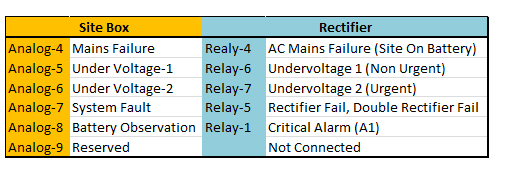 Site Box Rectifier
Analog-4 Mains Failure Realy-4 AC Mains Failure (Site On Battery)
Analog-5 Under Voltage-1 Relay-6 Undervoltage 1 (Non Urgent)
Analog-6 Under Voltage-2 Relay-7 Undervoltage 2 (Urgent)
Analog-7 System Fault Relay-5 Rectifier Fail, Double Rectifier Fail
Analog-8 Battery Observation Relay-1 Critical Alarm (A1)
Analog-9 Reserved Not Connected